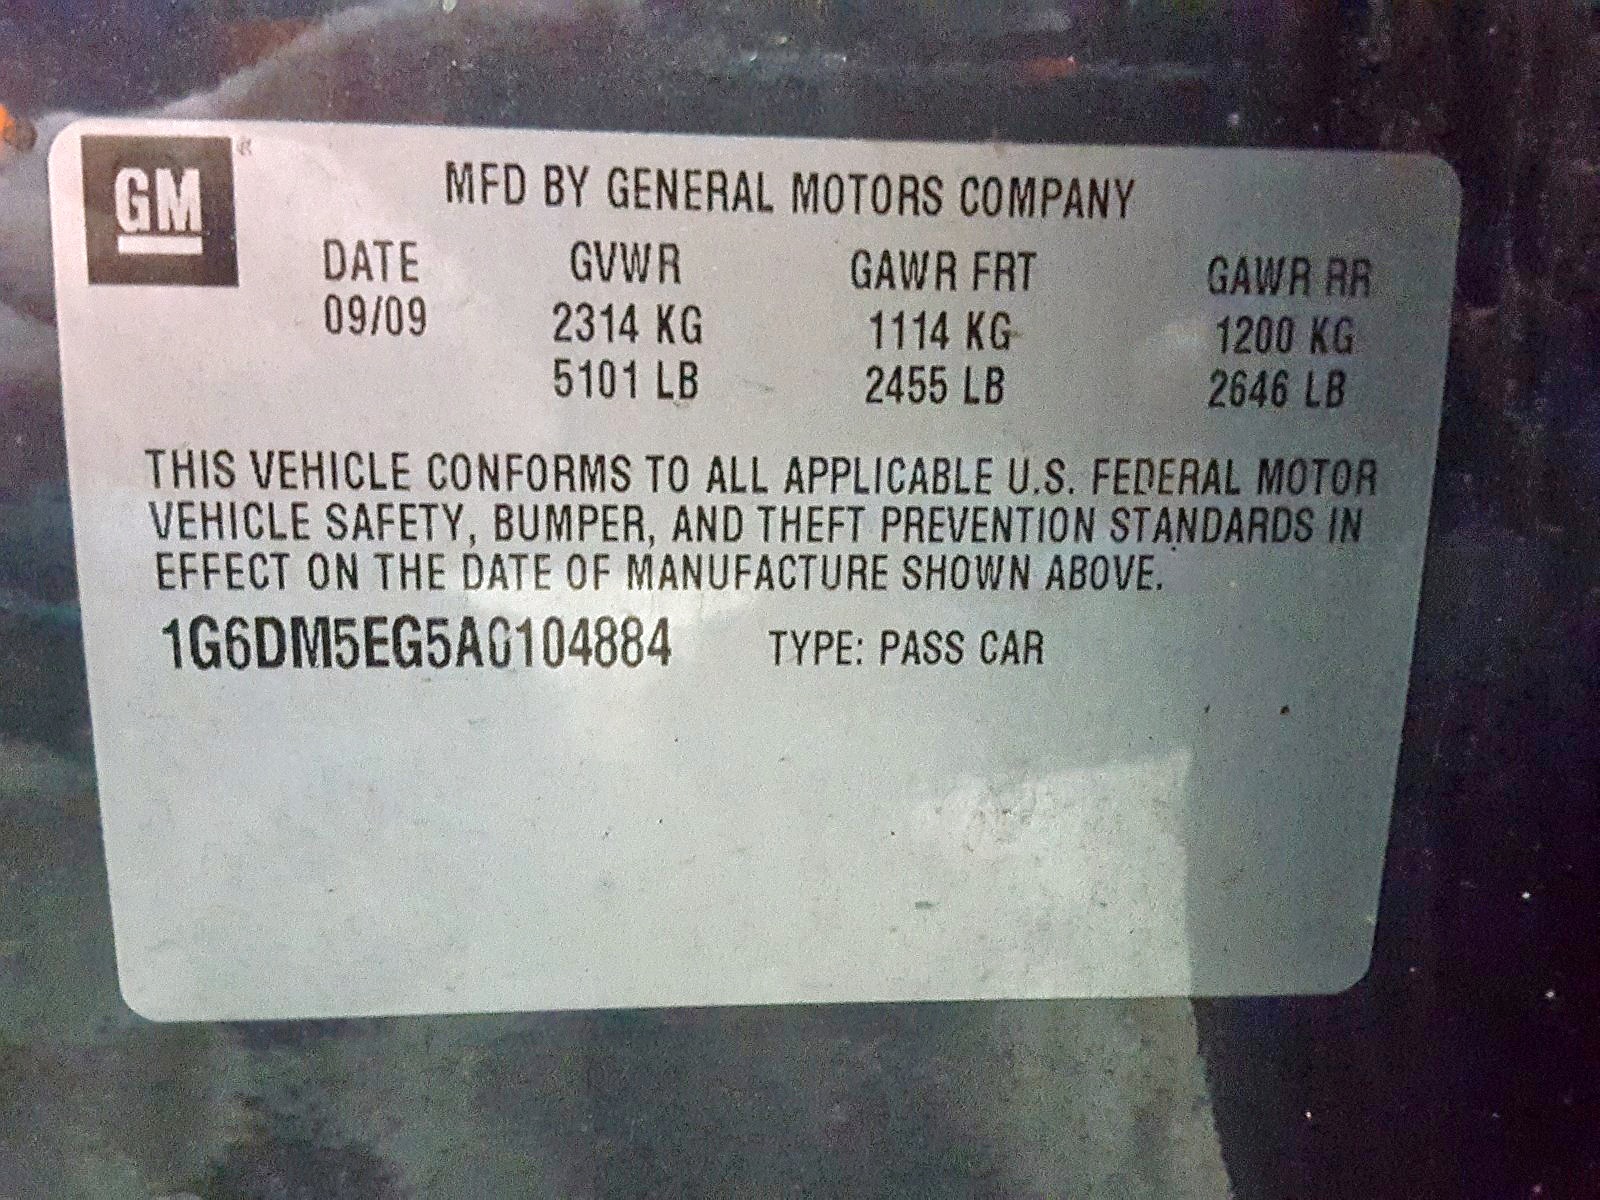 GM
MFD BY GENERAL MOTORS COMPANY
DATE GVWR GAWR FRT GAWR RR
09/09 2314 KG 1114 KG 1200 KG
5101 LB 2455 LB 2646 LB
THIS VEHICLE CONFORMS TO ALL APPLICABLE U.S. FEDERAL MOTOR
VEHICLE SAFETY, BUMPER, AND THEFT PREVENTION STANDARDS IN
EFFECT ON THE DATE OF MANUFACTURE SHOWN ABOVE.
1G6DM5EG5A0104884 TYPE: PASS CAR